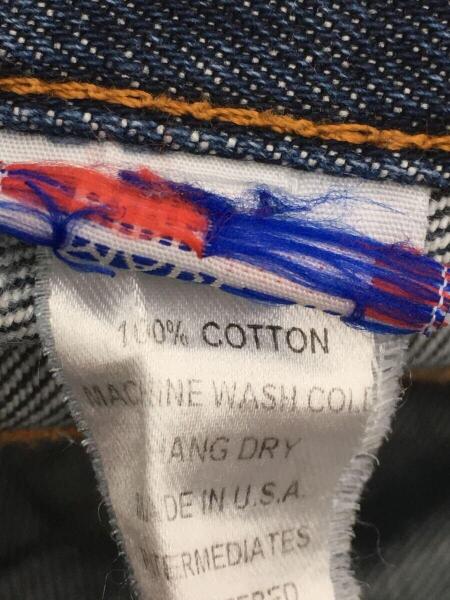 100% COTTON
MACHINE WASH COLD
HANG DRY
MADE IN U.S.A.
INTERMEDIATES